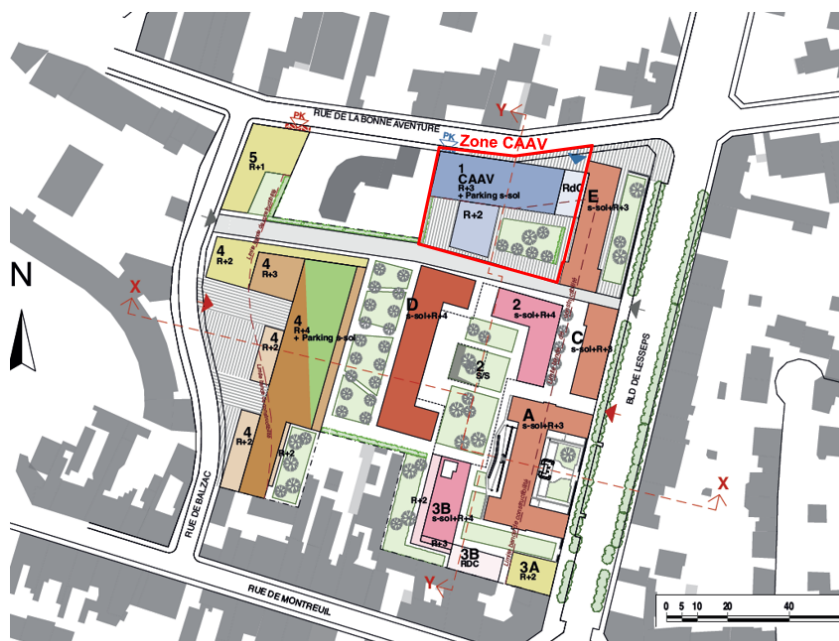 PK
RUE DE LA BONNE AVENTURE
PK
Zone CAAV
Y
5
R+1
1
CAAV
R+3
+ Parking s-sol
RdC
R+2
E
s-sol+R+3
4
R+2
4
R+3
N
X
4
R+4
+ Parking s-sol
4
R+2
D
s-sol+R+4
2
s-sol+R+4
C
s-sol+R+3
2
S/S
BLD DE LESSEPS
A
s-sol+R+3
4
R+2
R+2
R+2
3B
s-sol+R+4
R+3
3B
RDC
3A
R+2
X
Y
RUE DE BALZAC
RUE DE MONTREUIL
0 5 10 20 40